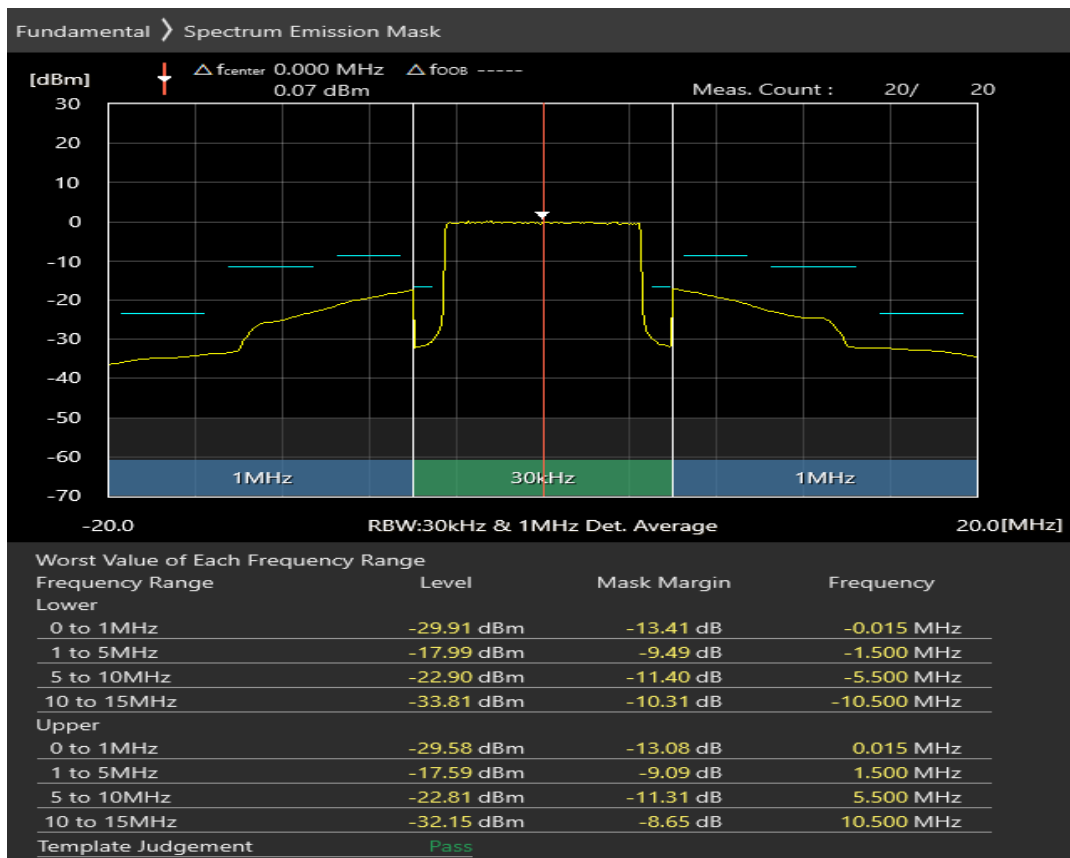 Fundamental 〉 Spectrum Emission Mask
[dBm] △ fcenter 0.000 MHz △ fOOB -----
0.07 dBm Meas. Count : 20/ 20
30
20
10
0
-10
-20
-30
-40
-50
-60
-70
1MHz 30kHz 1MHz
-20.0 RBW:30kHz & 1MHz Det. Average 20.0[MHz]
Worst Value of Each Frequency Range
Frequency Range Level Mask Margin Frequency
Lower
0 to 1MHz -29.91 dBm -13.41 dB -0.015 MHz
1 to 5MHz -17.99 dBm -9.49 dB -1.500 MHz
5 to 10MHz -22.90 dBm -11.40 dB -5.500 MHz
10 to 15MHz -33.81 dBm -10.31 dB -10.500 MHz
Upper
0 to 1MHz -29.58 dBm -13.08 dB 0.015 MHz
1 to 5MHz -17.59 dBm -9.09 dB 1.500 MHz
5 to 10MHz -22.81 dBm -11.31 dB 5.500 MHz
10 to 15MHz -32.15 dBm -8.65 dB 10.500 MHz
Template Judgement Pass